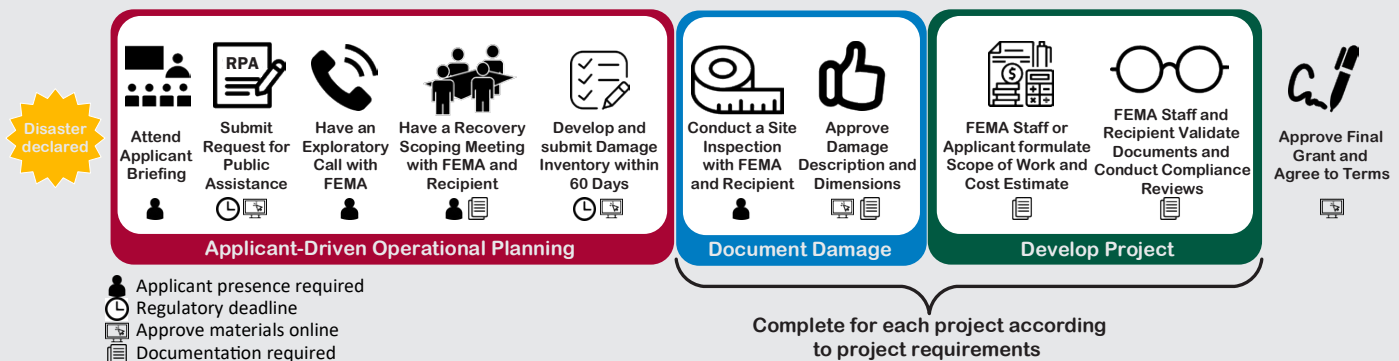 Disaster
declared
RPA
Attend
Applicant
Briefing
Submit
Request for
Public
Assistance
Have an
Exploratory
Call with
FEMA
Have a Recovery
Scoping Meeting
with FEMA and
Recipient
Develop and
submit Damage
Inventory within
60 Days
Applicant-Driven Operational Planning
Conduct a Site
Inspection
with FEMA
and Recipient
Approve
Damage
Description and
Dimensions
Document Damage
$
FEMA Staff or
Applicant formulate
Scope of Work and
Cost Estimate
FEMA Staff and
Recipient Validate
Documents and
Conduct Compliance
Reviews
Develop Project
Approve Final
Grant and
Agree to Terms
Applicant presence required
Regulatory deadline
Approve materials online
Documentation required
Complete for each project according
to project requirements